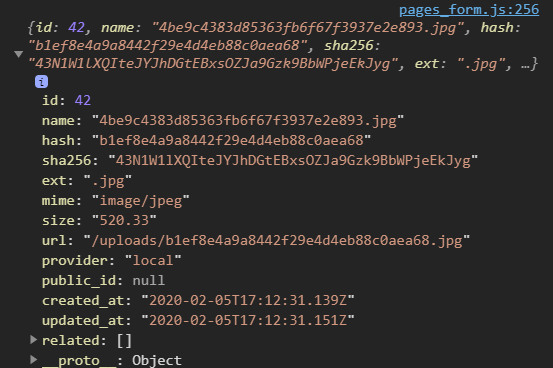 pages_form.js:256
{id: 42, name: "4be9c4383d85363fb6f67f3937e2e893.jpg", hash:
"b1ef8e4a9a8442f29e4d4eb88c0aea68", sha256:
"43N1W1lXQIteJYJhDGtEBxsOZJa9Gzk9BbWPjeEkJyg", ext: ".jpg", …}
i
id: 42
name: "4be9c4383d85363fb6f67f3937e2e893.jpg"
hash: "b1ef8e4a9a8442f29e4d4eb88c0aea68"
sha256: "43N1W1lXQIteJYJhDGtEBxsOZJa9Gzk9BbWPjeEkJyg"
ext: ".jpg"
mime: "image/jpeg"
size: "520.33"
url: "/uploads/b1ef8e4a9a8442f29e4d4eb88c0aea68.jpg"
provider: "local"
public_id: null
created_at: "2020-02-05T17:12:31.139Z"
updated_at: "2020-02-05T17:12:31.151Z"
related: []
__proto__: Object